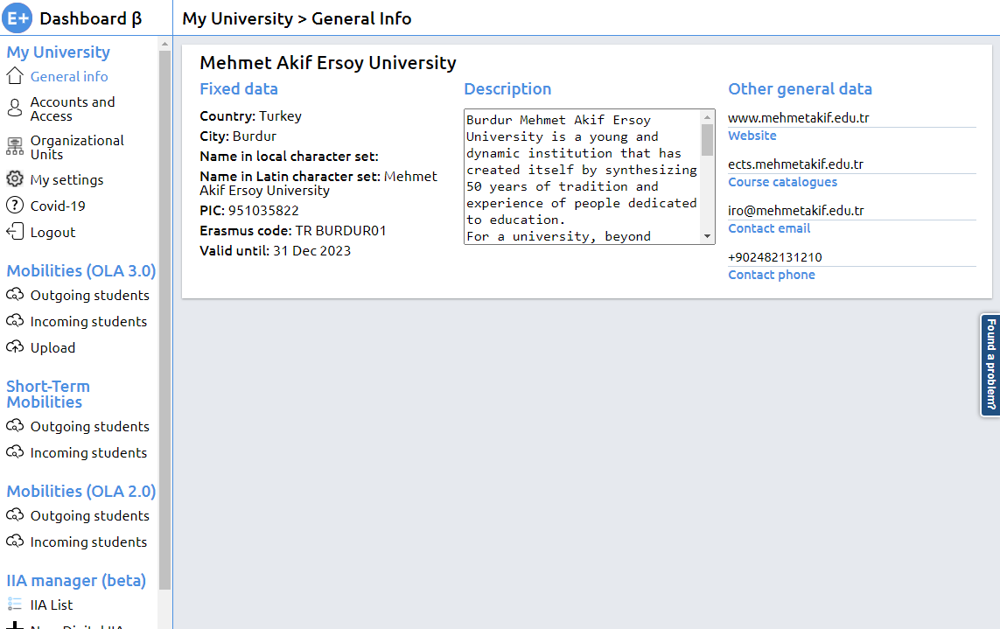 E+ Dashboard β
My University > General Info
My University
General info
Accounts and
Access
Organizational
Units
My settings
Covid-19
Logout
Mobilities (OLA 3.0)
Outgoing students
Incoming students
Upload
Short-Term
Mobilities
Outgoing students
Incoming students
Mobilities (OLA 2.0)
Outgoing students
Incoming students
IIA manager (beta)
IIA List
Mehmet Akif Ersoy University
Fixed data
Country: Turkey
City: Burdur
Name in local character set:
Name in Latin character set: Mehmet
Akif Ersoy University
PIC: 951035822
Erasmus code: TR BURDUR01
Valid until: 31 Dec 2023
Description
Burdur Mehmet Akif Ersoy
University is a young and
dynamic institution that has
created itself by synthesizing
50 years of tradition and
experience of people dedicated
to education.
For a university, beyond
Other general data
www.mehmetakif.edu.tr
Website
ects.mehmetakif.edu.tr
Course catalogues
iro@mehmetakif.edu.tr
Contact email
+902482131210
Contact phone
Found a problem?